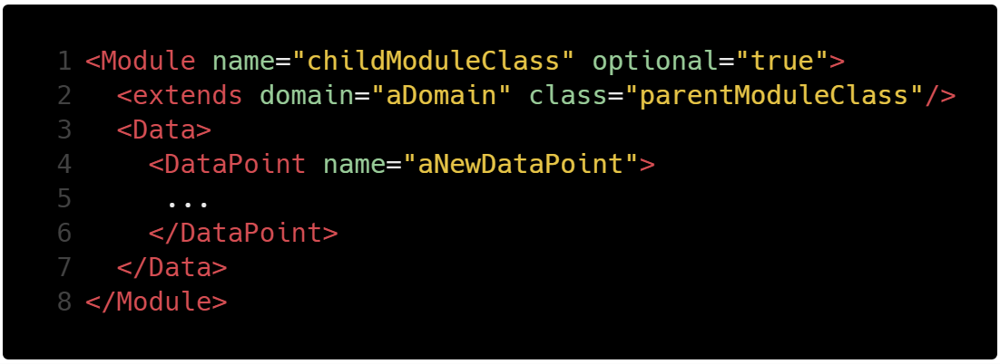 1 <Module name="childModuleClass" optional="true">
2   <extends domain="aDomain" class="parentModuleClass"/>
3   <Data>
4     <DataPoint name="aNewDataPoint">
5      ...
6     </DataPoint>
7   </Data>
8 </Module>